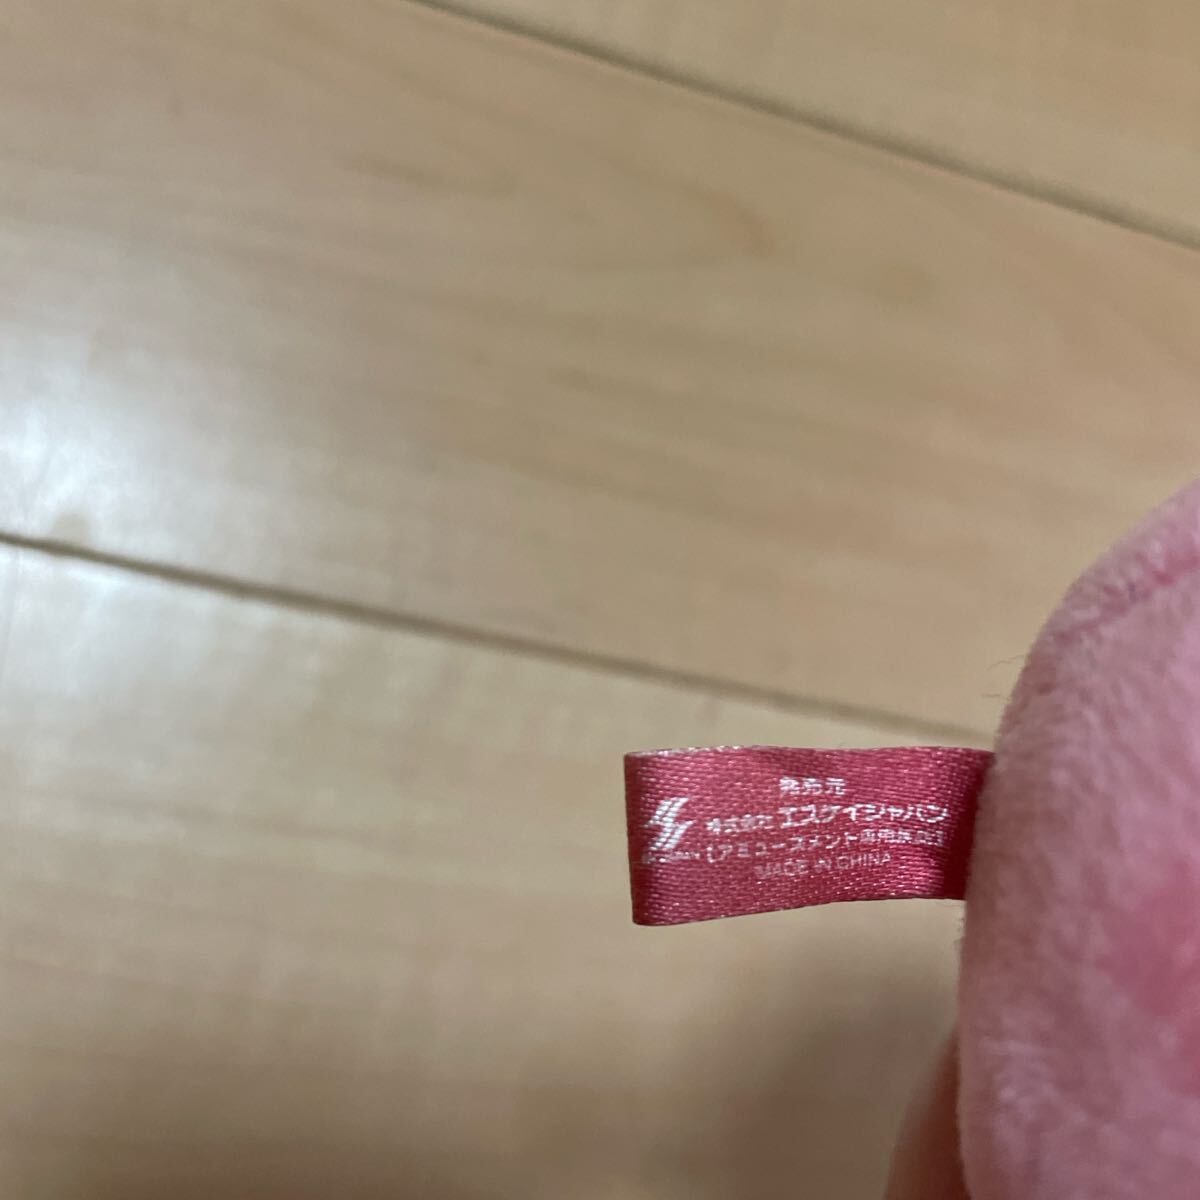 発売元
株式会社 エスケイジャパン
(アミューズメント専用景品)
MADE IN CHINA